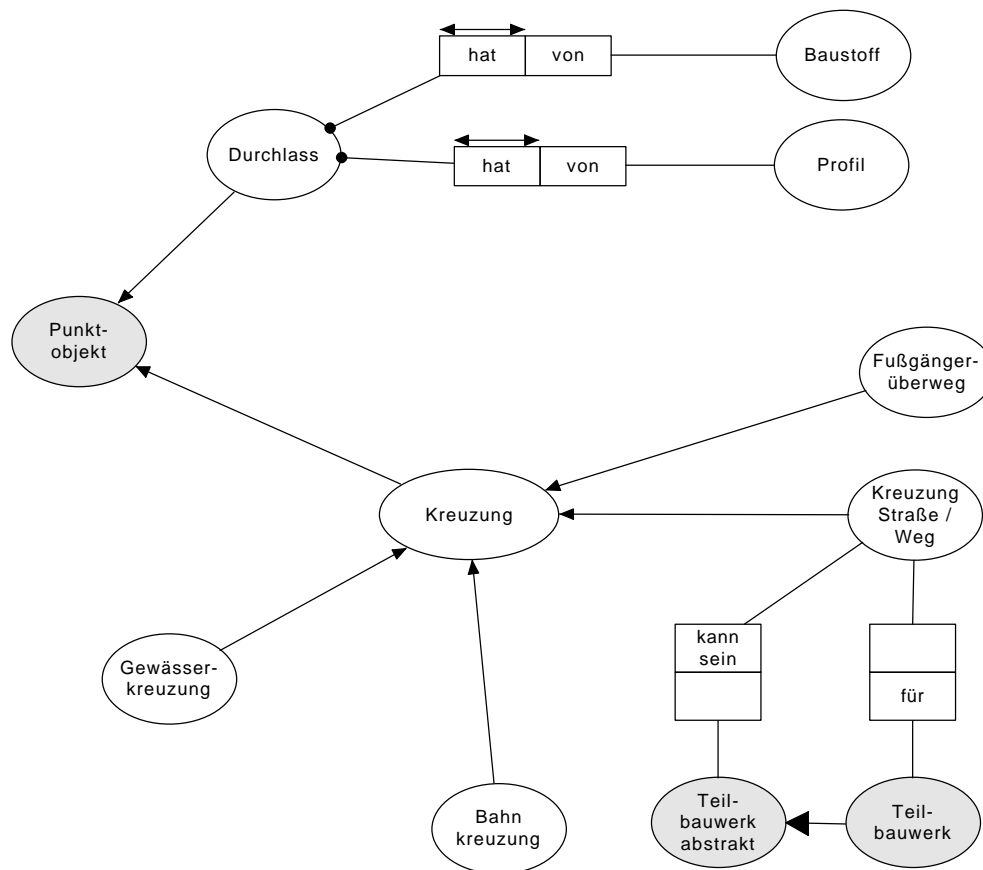 hat von
Baustoff
Durchlass
hat von
Profil
Punkt-
objekt
Fußgänger-
überweg
Kreuzung
Kreuzung
Straße /
Weg
kann
sein
für
Gewässer-
kreuzung
Bahn
kreuzung
Teil-
bauwerk
abstrakt
Teil-
bauwerk